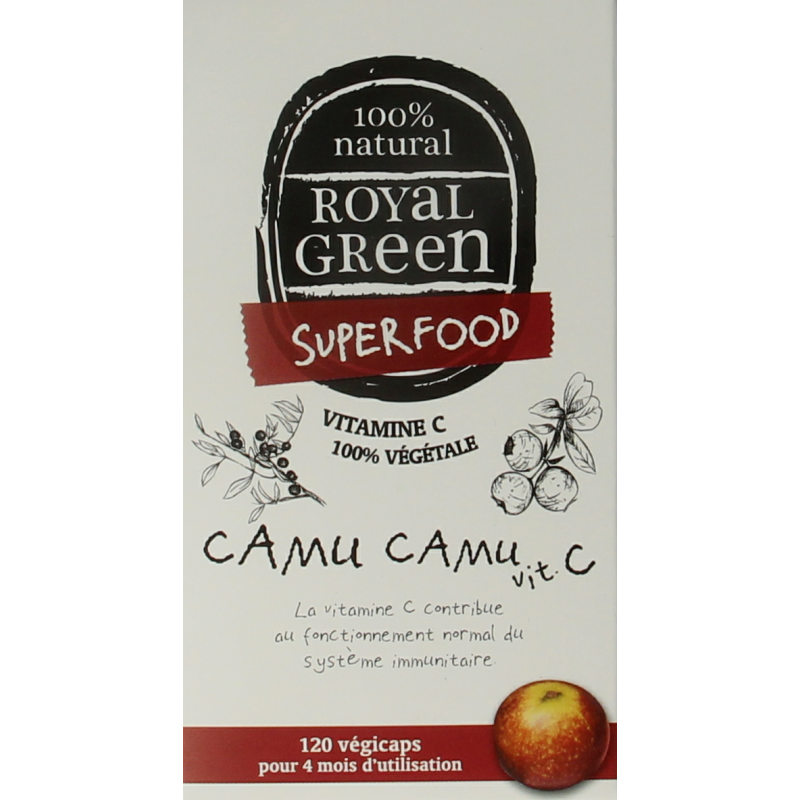 100%
natural
ROYaL
GReen
SUPERFOOD
VITAMINE C
100% VÉGÉTALE
CAMU CAMU vit. C
La vitamine C contribue
au fonctionnement normal du
système immunitaire.
120 végicaps
pour 4 mois d'utilisation